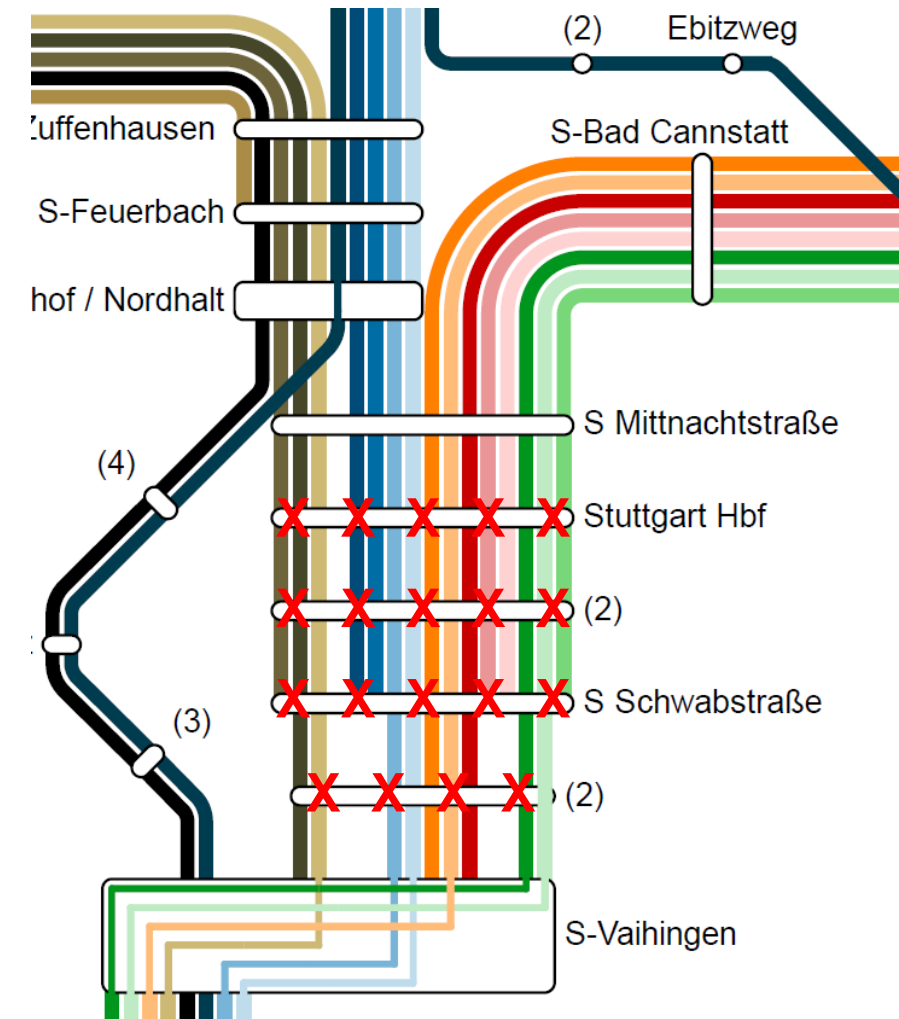 (2)
Ebitzweg
S-Bad Cannstatt
Zuffenhausen
S-Feuerbach
hof / Nordhalt
S Mittnachtstraße
(4)
X X X X X
Stuttgart Hbf
X X X X X
(2)
X X X X X
S Schwabstraße
(3)
X X X X
(2)
S-Vaihingen